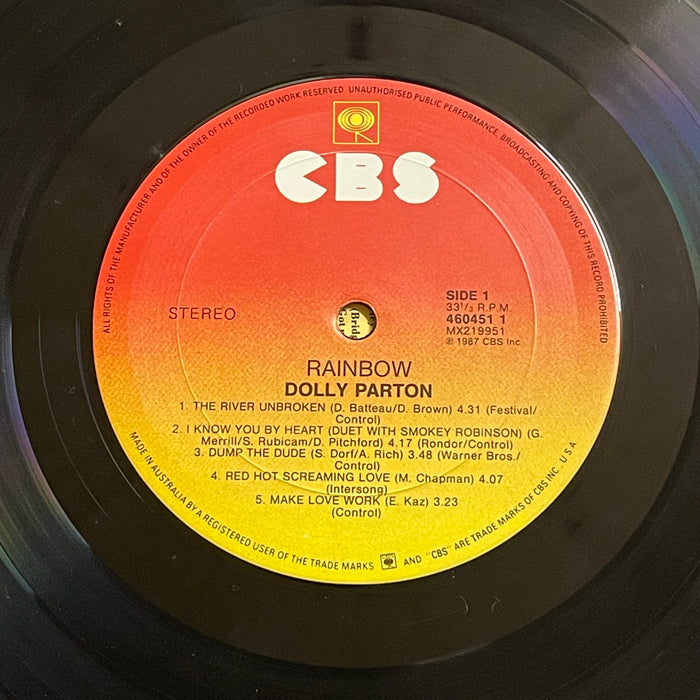 ALL RIGHTS OF THE MANUFACTURER AND OF THE OWNER OF THE RECORDED WORK RESERVED. UNAUTHORISED PUBLIC PERFORMANCE, BROADCASTING AND COPYING OF THIS RECORD PROHIBITED
CBS
STEREO
SIDE 1
33 1/3 R.P.M.
460451 1
MX219951
℗ 1987 CBS Inc
Bridg
RAINBOW
DOLLY PARTON
1. THE RIVER UNBROKEN (D. Batteau/D. Brown) 4.31 (Festival/
Control)
2. I KNOW YOU BY HEART (DUET WITH SMOKEY ROBINSON) (G.
Merrill/S. Rubicam/D. Pitchford) 4.17 (Rondor/Control)
3. DUMP THE DUDE (S. Dorf/A. Rich) 3.48 (Warner Bros./
Control)
4. RED HOT SCREAMING LOVE (M. Chapman) 4.07
(Intersong)
5. MAKE LOVE WORK (E. Kaz) 3.23
(Control)
MADE IN AUSTRALIA BY A REGISTERED USER OF THE TRADE MARKS AND "CBS" ARE TRADE MARKS OF CBS INC. U S A